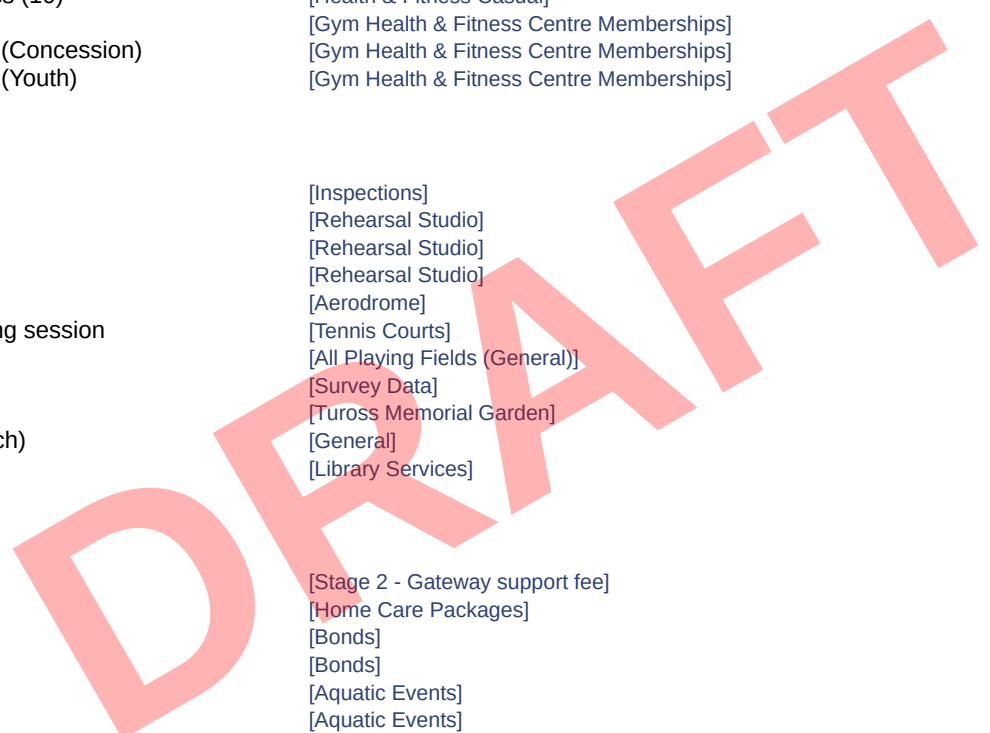 [Gym Health & Fitness Centre Memberships]
(Concession) [Gym Health & Fitness Centre Memberships]
(Youth) [Gym Health & Fitness Centre Memberships]
[Inspections]
[Rehearsal Studio]
[Rehearsal Studio]
[Rehearsal Studio]
[Aerodrome]
session [Tennis Courts]
[All Playing Fields (General)]
[Survey Data]
[Tuross Memorial Garden]
[General]
[Library Services]
[Stage 2 - Gateway support fee]
[Home Care Packages]
[Bonds]
[Bonds]
[Aquatic Events]
[Aquatic Events]
DRAFT